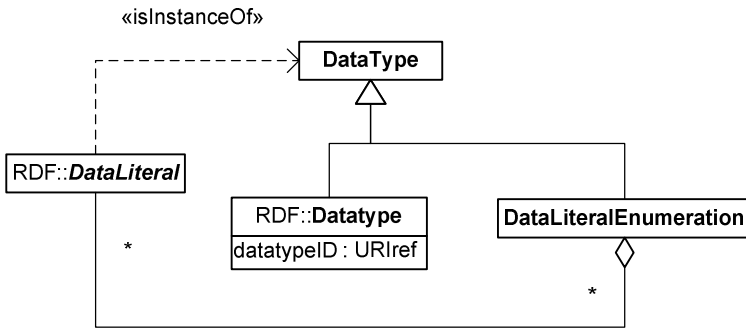 «isInstanceOf»
DataType
RDF::DataLiteral
RDF::Datatype
datatypeID : URIref
DataLiteralEnumeration
*
*